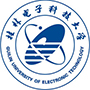 桂林电子科技大学
GUILIN UNIVERSITY OF ELECTRONIC TECHNOLOGY